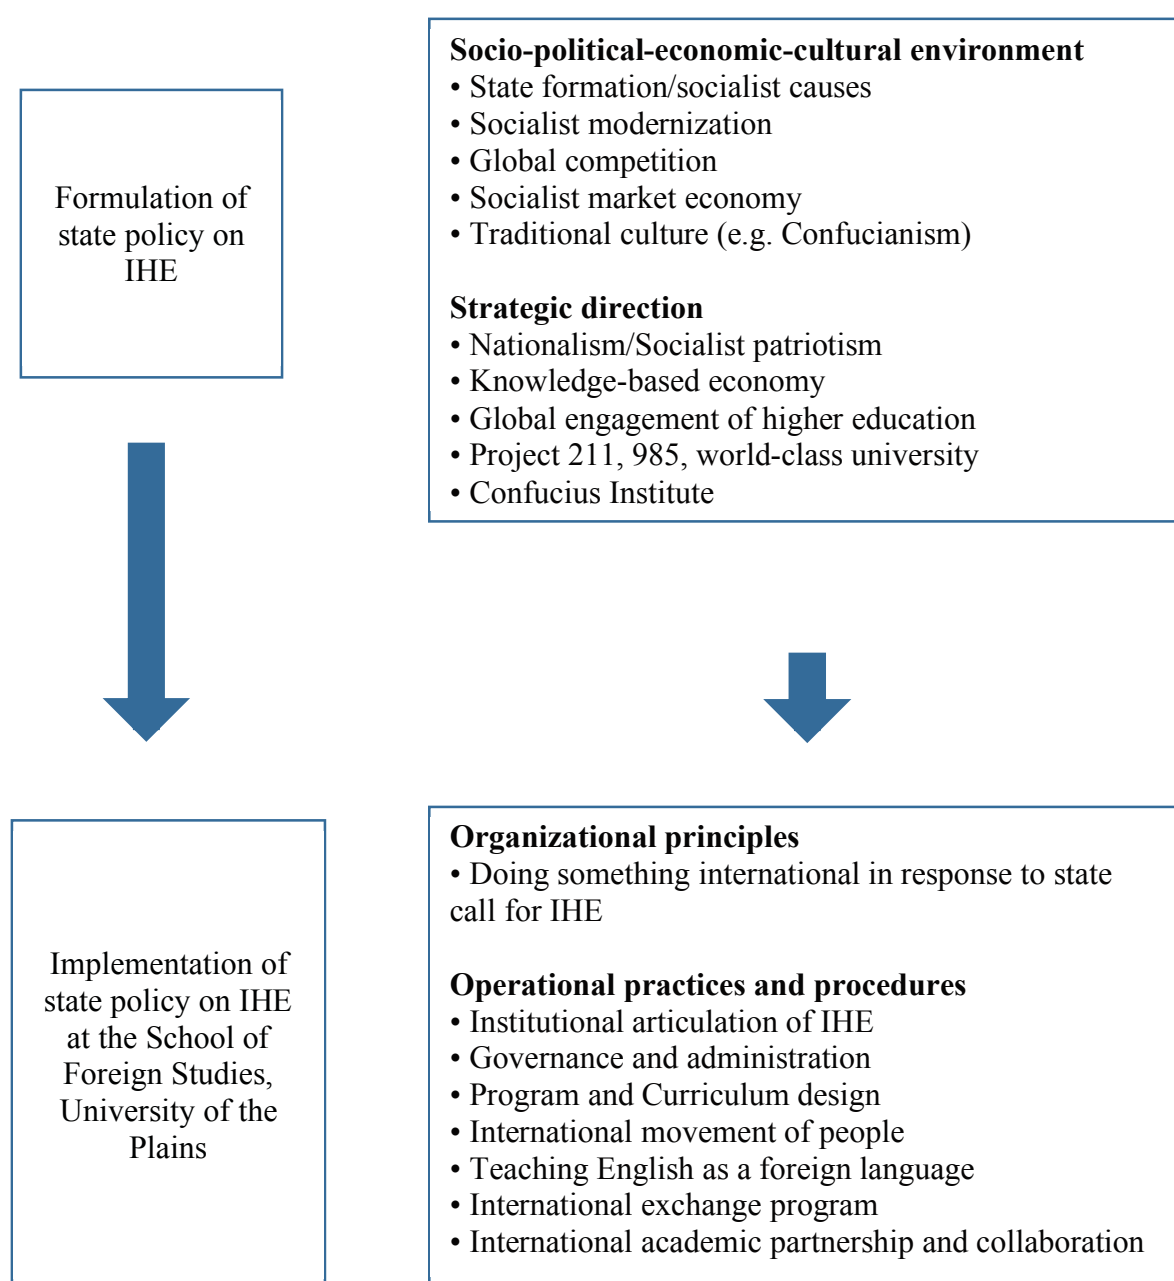 Formulation of
state policy on
IHE
Socio-political-economic-cultural environment
• State formation/socialist causes
• Socialist modernization
• Global competition
• Socialist market economy
• Traditional culture (e.g. Confucianism)
Strategic direction
• Nationalism/Socialist patriotism
• Knowledge-based economy
• Global engagement of higher education
• Project 211, 985, world-class university
• Confucius Institute
Implementation of
state policy on IHE
at the School of
Foreign Studies,
University of the
Plains
Organizational principles
• Doing something international in response to state
call for IHE
Operational practices and procedures
• Institutional articulation of IHE
• Governance and administration
• Program and Curriculum design
• International movement of people
• Teaching English as a foreign language
• International exchange program
• International academic partnership and collaboration